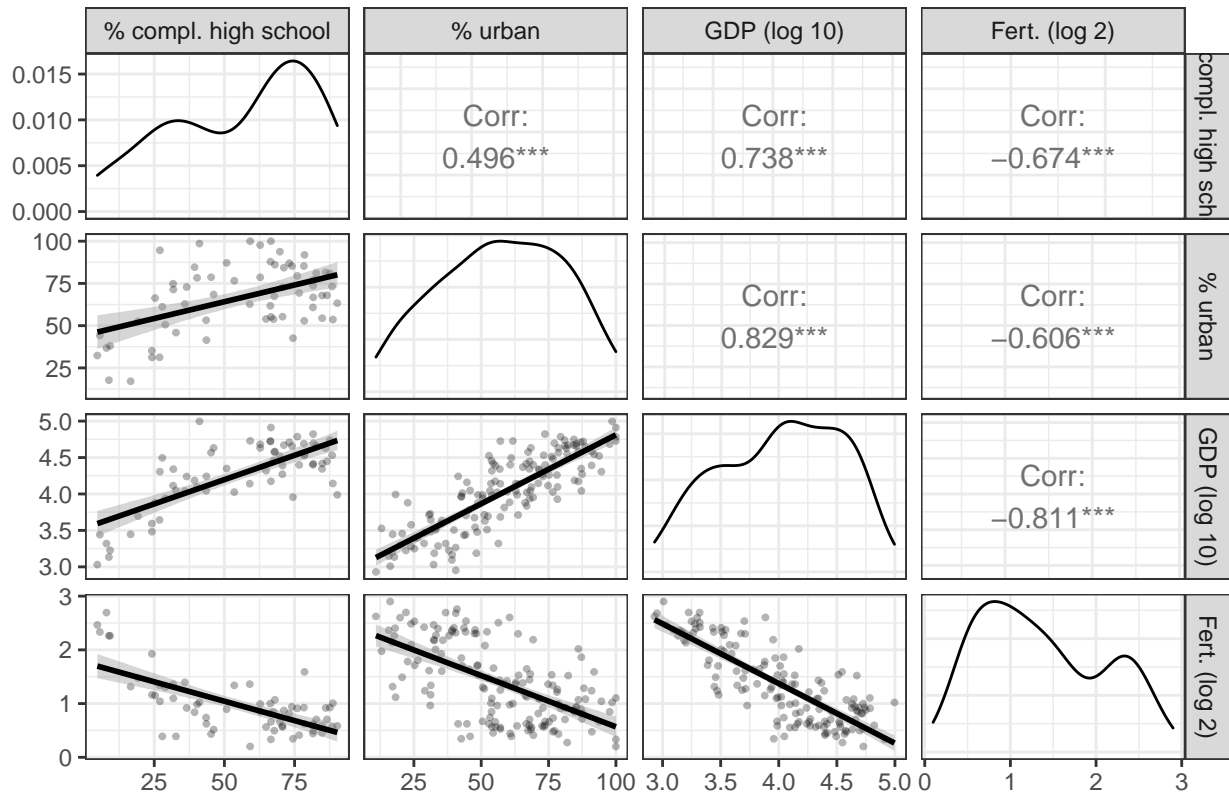 % compl. high school
% urban
GDP (log 10)
Fert. (log 2)
0.015
0.010
0.005
0.000
Corr:
0.496***
Corr:
0.738***
Corr:
−0.674***
compl. high sch
100
75
50
25
Corr:
0.829***
Corr:
−0.606***
% urban
5.0
4.5
4.0
3.5
3.0
Corr:
−0.811***
GDP (log 10)
3
2
1
0
Fert. (log 2)
25 50 75
25 50 75 100
3.0 3.5 4.0 4.5 5.0
0 1 2 3